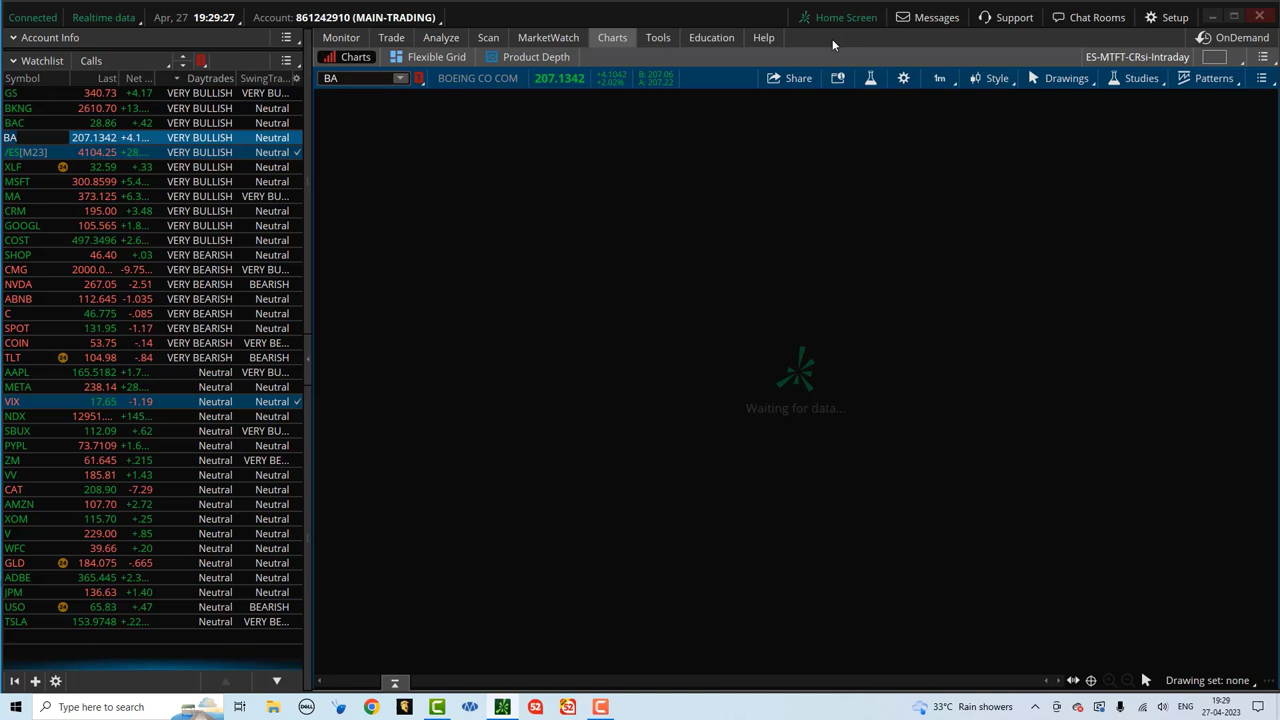 Connected Realtime data Apr, 27 19:29:27 Account: 861242910 (MAIN-TRADING) Home Screen Messages Support Chat Rooms Setup
Account Info Monitor Trade Analyze Scan MarketWatch Charts Tools Education Help OnDemand
Watchlist Calls Charts Flexible Grid Product Depth ES-MTFT-CRsi-Intraday
Symbol Last Net ... Daytrades SwingTra... BA BOEING CO COM 207.1342 +4.1042 +2.02% B: 207.06 A: 207.22 Share 1m Style Drawings Studies Patterns
GS 340.73 +4.17 VERY BULLISH VERY BU...
BKNG 2610.70 +13.... VERY BULLISH Neutral
BAC 28.86 +.42 VERY BULLISH Neutral
BA 207.1342 +4.1... VERY BULLISH Neutral
/ES[M23] 4104.25 +28.... VERY BULLISH Neutral
XLF 24 32.59 +.33 VERY BULLISH Neutral
MSFT 300.8599 +5.4... VERY BULLISH Neutral
MA 373.125 +6.3... VERY BULLISH VERY BU...
CRM 195.00 +3.48 VERY BULLISH Neutral
GOOGL 105.565 +1.8... VERY BULLISH Neutral
COST 497.3496 +2.6... VERY BULLISH Neutral
SHOP 46.40 +.03 VERY BEARISH Neutral
CMG 2000.0... -9.75... VERY BEARISH VERY BU...
NVDA 267.05 -2.51 VERY BEARISH BEARISH
ABNB 112.645 -1.035 VERY BEARISH Neutral
C 46.775 -.085 VERY BEARISH Neutral
SPOT 131.95 -1.17 VERY BEARISH Neutral
COIN 53.75 -.14 VERY BEARISH VERY BE...
TLT 24 104.98 -.84 VERY BEARISH BEARISH
AAPL 165.5182 +1.7... Neutral VERY BU...
META 238.14 +28.... Neutral Neutral
VIX 17.65 -1.19 Neutral Neutral
Waiting for data...
NDX 12951.... +145... Neutral Neutral
SBUX 112.09 +.62 Neutral VERY BU...
PYPL 73.7109 +1.6... Neutral Neutral
ZM 61.645 +.215 Neutral VERY BE...
VV 185.81 +1.43 Neutral Neutral
CAT 208.90 -7.29 Neutral Neutral
AMZN 107.70 +2.72 Neutral Neutral
XOM 115.70 +.25 Neutral Neutral
V 229.00 +.85 Neutral Neutral
WFC 39.66 +.20 Neutral Neutral
GLD 24 184.075 -.665 Neutral Neutral
ADBE 365.445 +2.3... Neutral Neutral
JPM 136.63 +1.40 Neutral Neutral
USO 24 65.83 +.47 Neutral BEARISH
TSLA 153.9748 +.22... Neutral VERY BE...
Drawing set: none
Type here to search DELL 52 52 33°C Rain showers ENG 19:29
27-04-2023